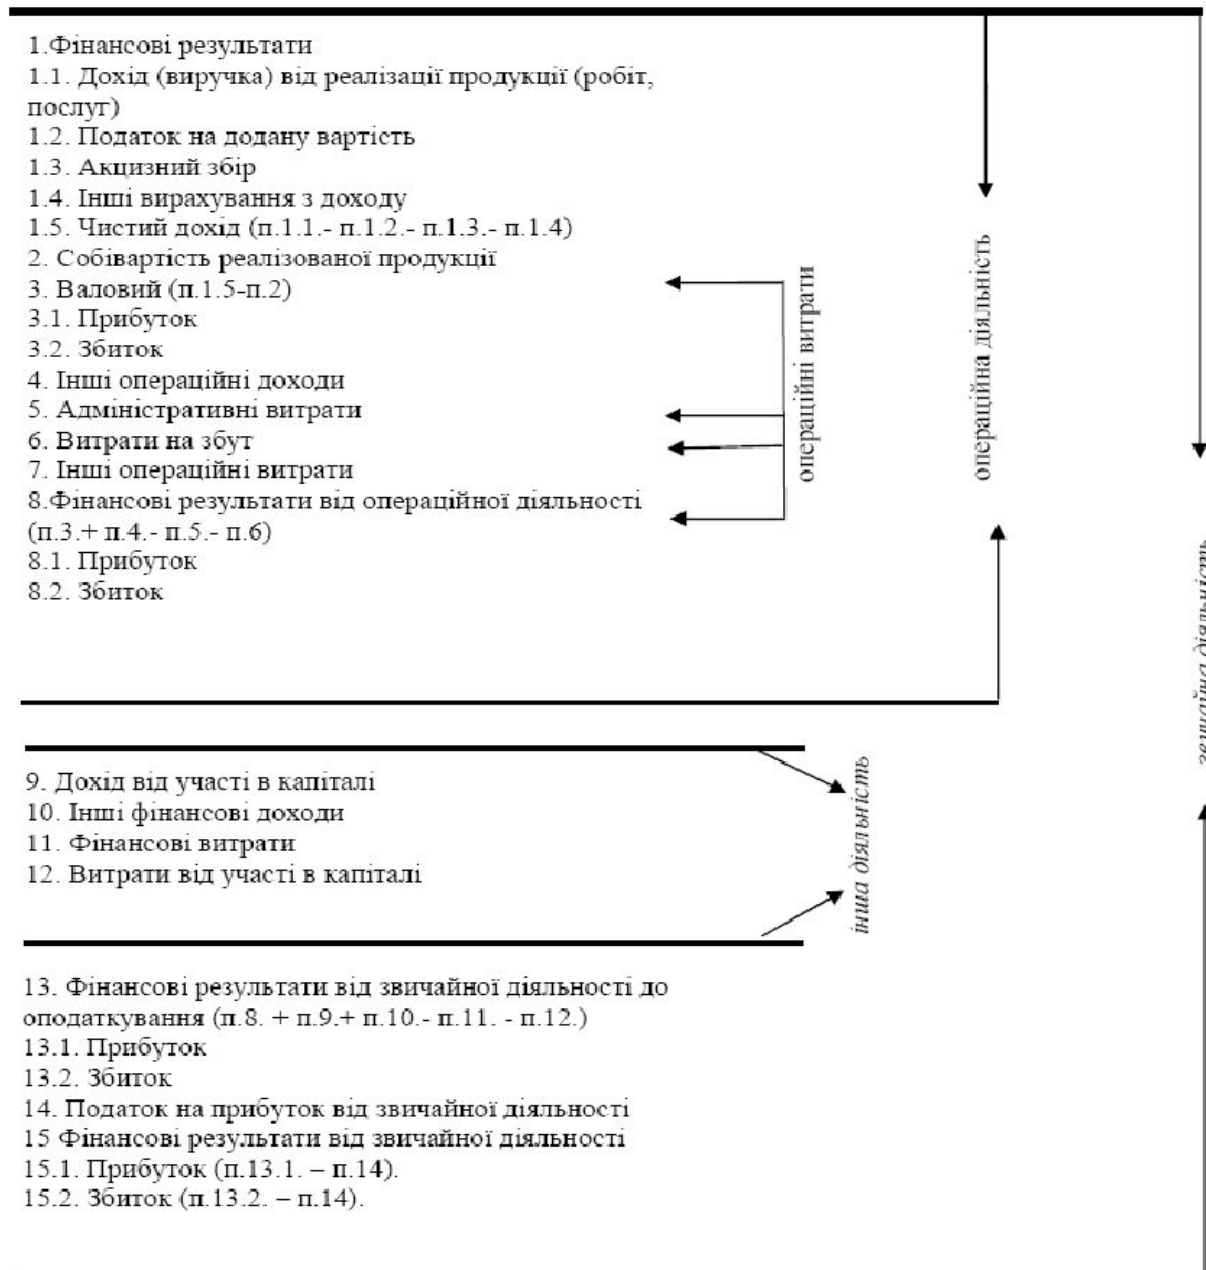 1.Фінансові результати
1.1. Дохід (виручка) від реалізації продукції (робіт,
послуг)
1.2. Податок на додану вартість
1.3. Акцизний збір
1.4. Інші вирахування з доходу
1.5. Чистий дохід (п.1.1.- п.1.2.- п.1.3.- п.1.4)
2. Собівартість реалізованої продукції
3. Валовий (п.1.5-п.2)
3.1. Прибуток
3.2. Збиток
4. Інші операційні доходи
5. Адміністративні витрати
6. Витрати на збут
7. Інші операційні витрати
8.Фінансові результати від операційної діяльності
(п.3.+ п.4.- п.5.- п.6)
8.1. Прибуток
8.2. Збиток
операційні витрати
операційна діяльність
звичайна діяльність
9. Дохід від участі в капіталі
10. Інші фінансові доходи
11. Фінансові витрати
12. Витрати від участі в капіталі
інша діяльність
13. Фінансові результати від звичайної діяльності до
оподаткування (п.8. + п.9.+ п.10.- п.11. - п.12.)
13.1. Прибуток
13.2. Збиток
14. Податок на прибуток від звичайної діяльності
15 Фінансові результати від звичайної діяльності
15.1. Прибуток (п.13.1. – п.14).
15.2. Збиток (п.13.2. – п.14).